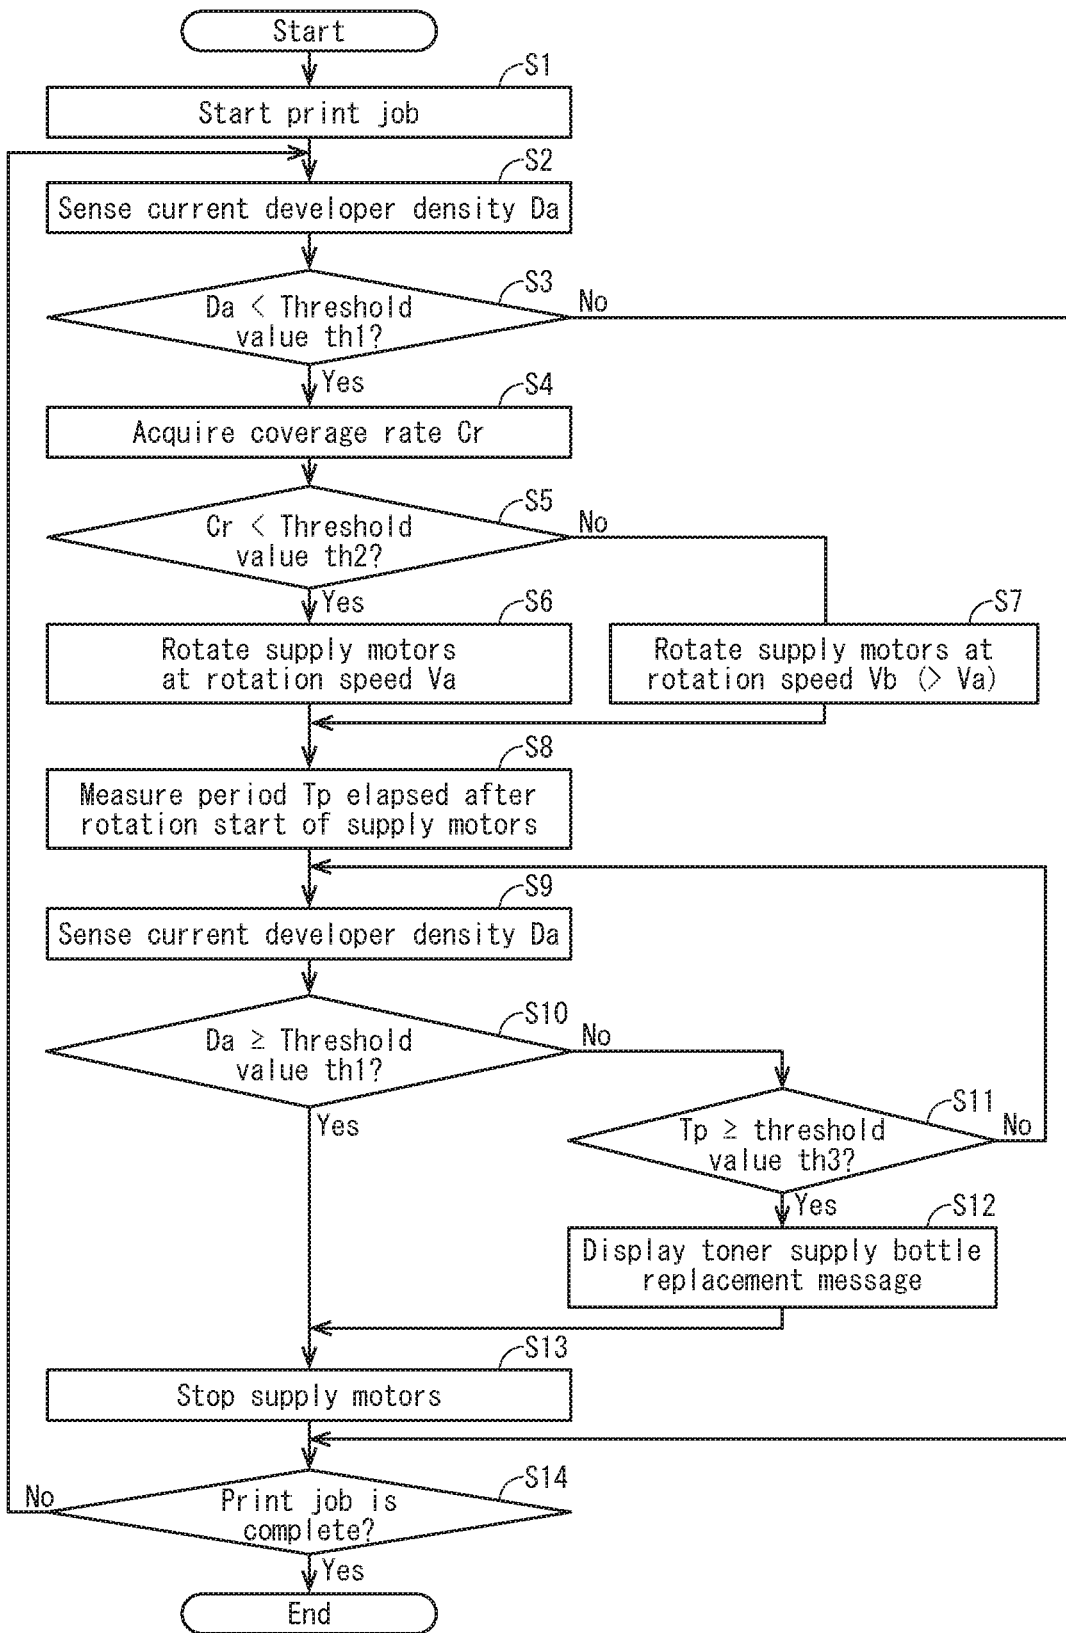 Start
S1
Start print job
S2
Sense current developer density Da
S3
Da < Threshold
value th1?
No
Yes
S4
Acquire coverage rate Cr
S5
Cr < Threshold
value th2?
No
Yes
S6
Rotate supply motors
at rotation speed Va
S7
Rotate supply motors at
rotation speed Vb (> Va)
S8
Measure period Tp elapsed after
rotation start of supply motors
S9
Sense current developer density Da
S10
Da ≥ Threshold
value th1?
No
Yes
S11
Tp ≥ threshold
value th3?
No
Yes
S12
Display toner supply bottle
replacement message
S13
Stop supply motors
S14
Print job is
complete?
No
Yes
End